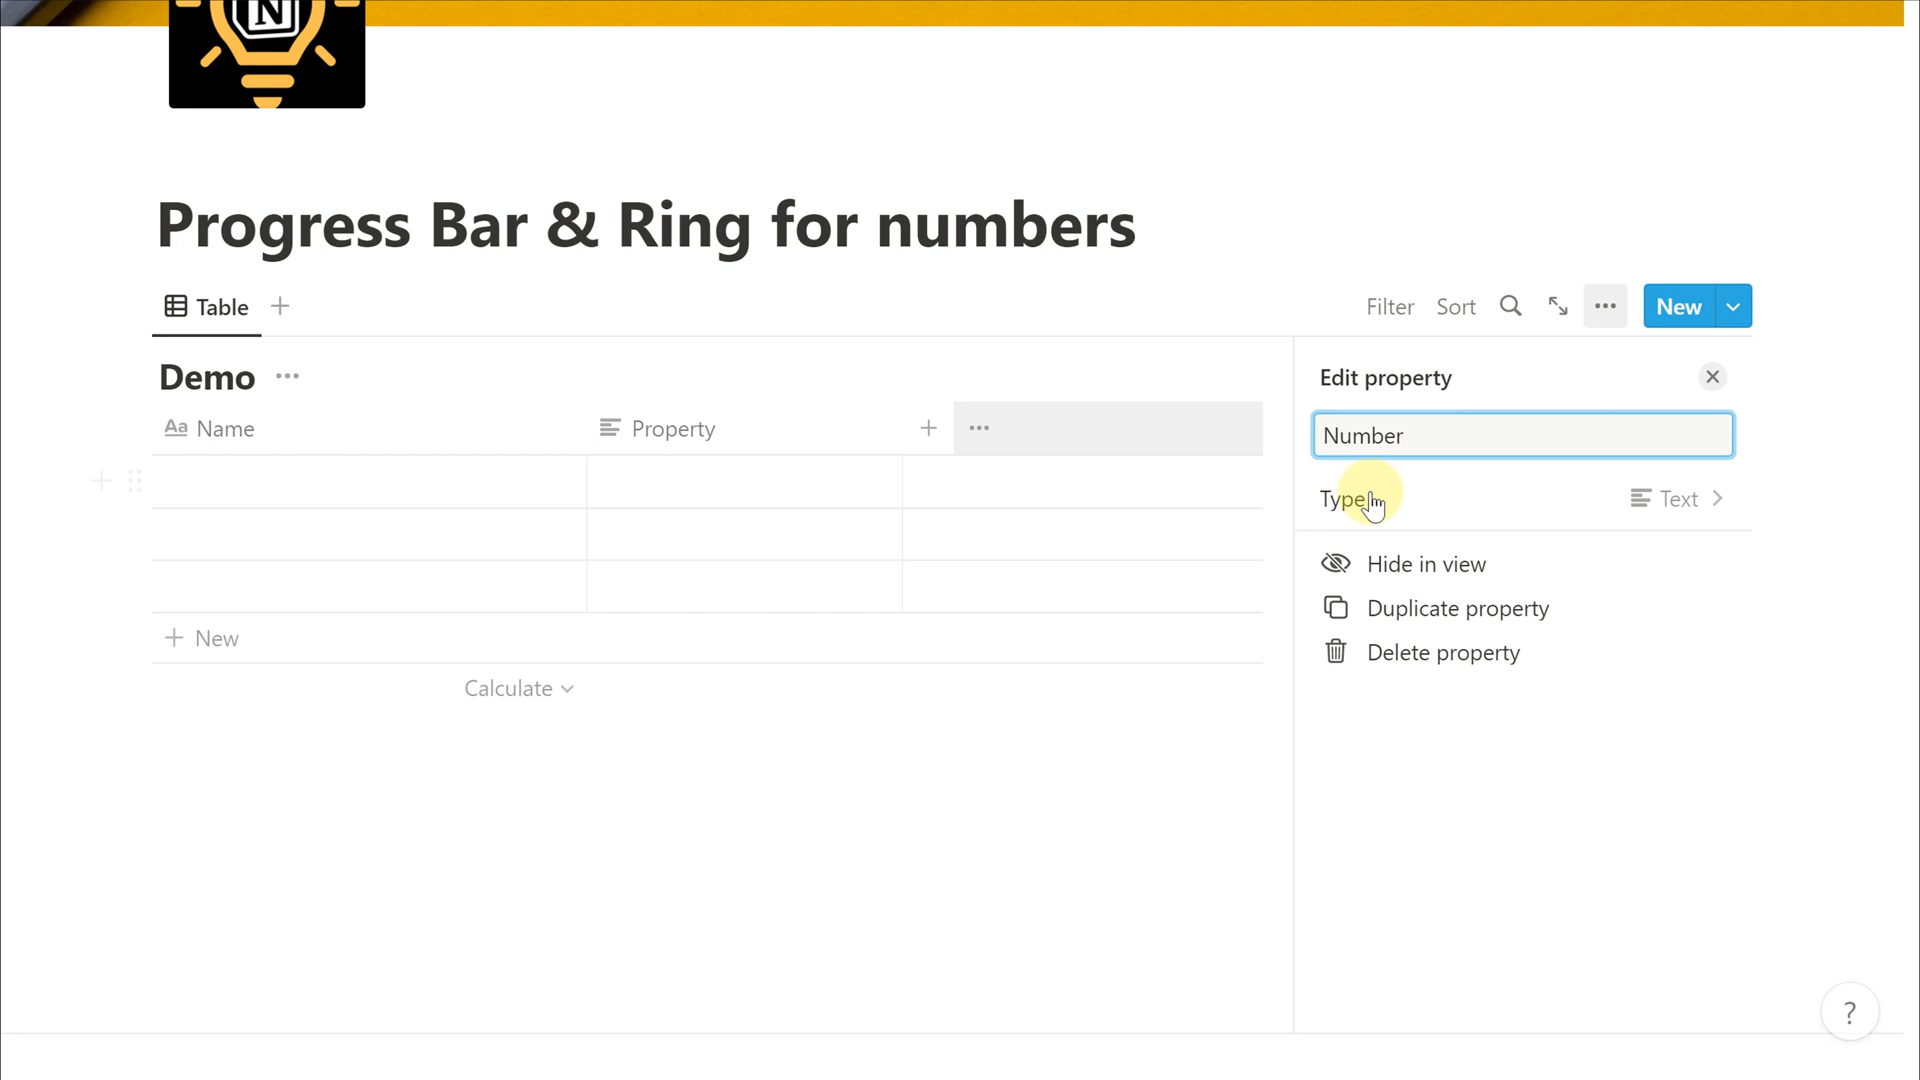 N
Progress Bar & Ring for numbers
Table
Filter Sort New
Demo
Edit property
Aa Name Property
Number
Type Text
Hide in view
Duplicate property
Delete property
New
Calculate
?